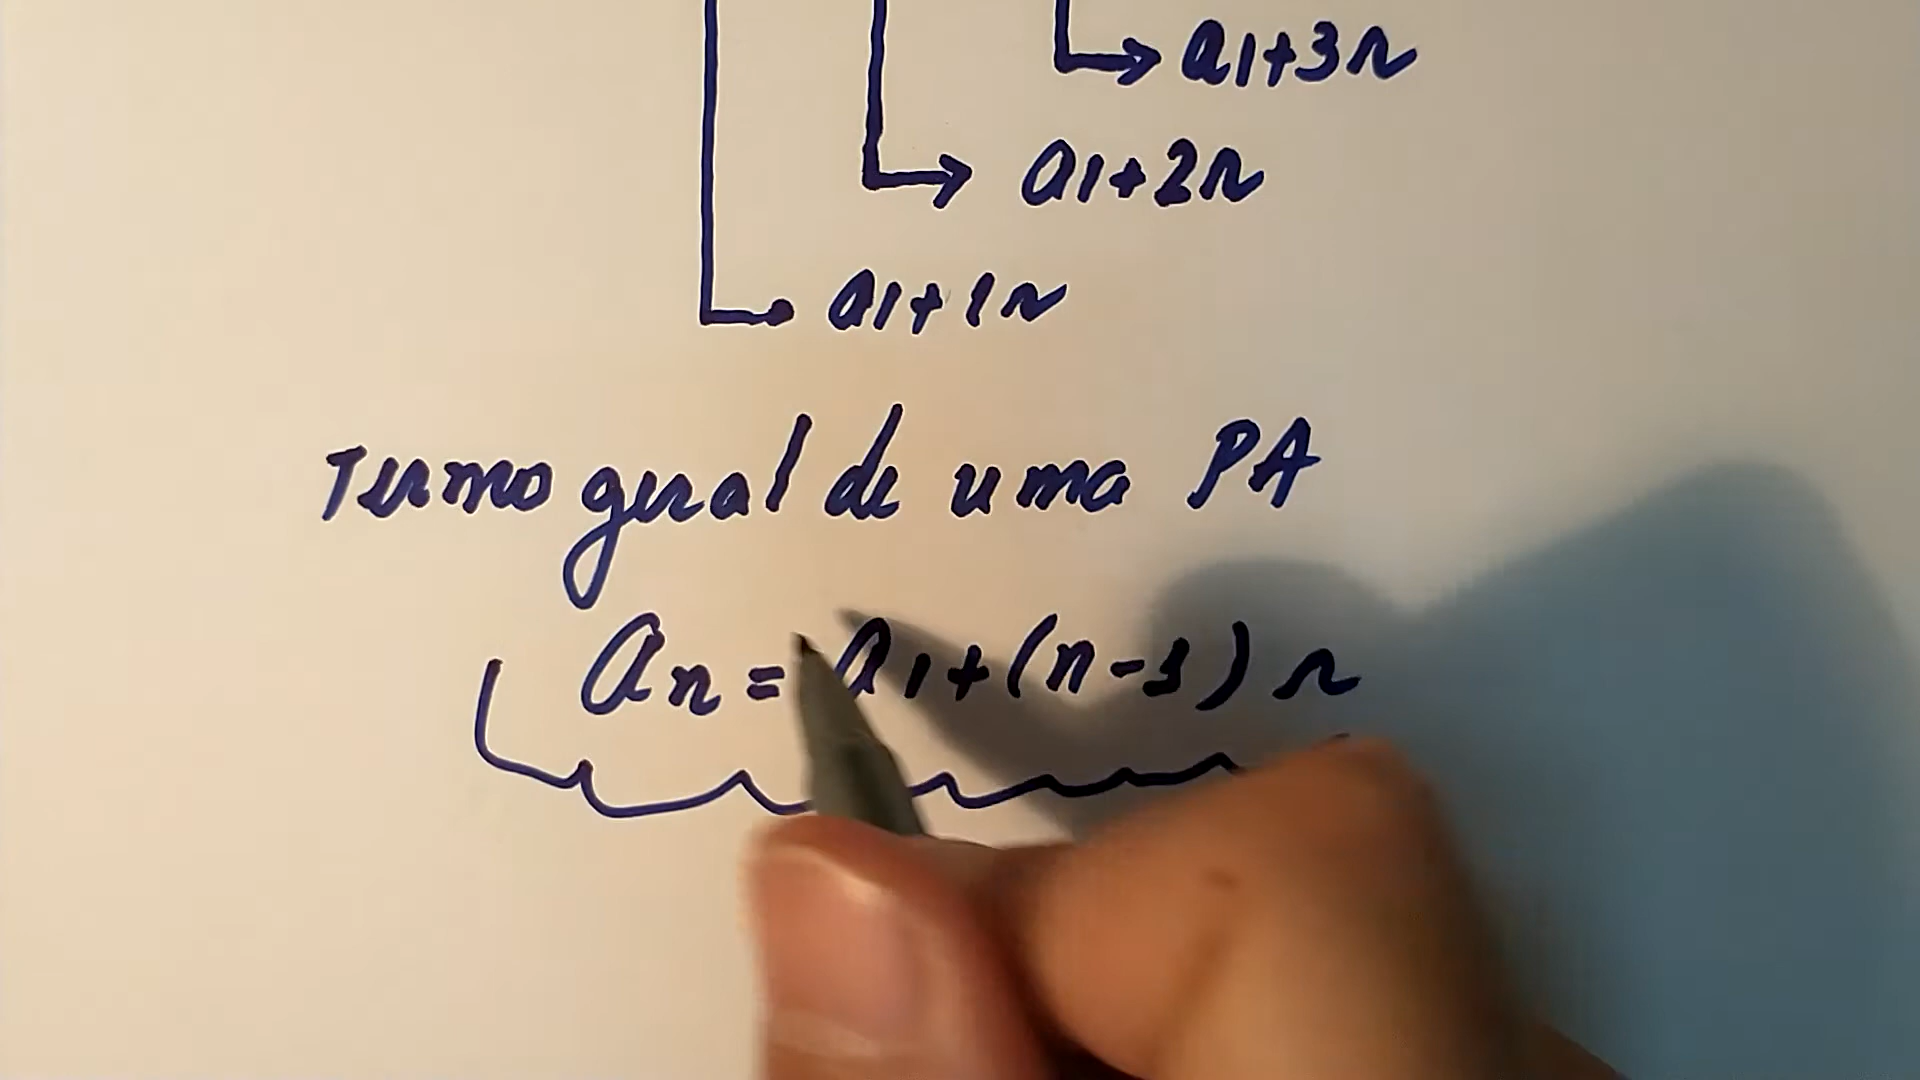 a1+3r
a1+2r
a1+1r
Termo geral de uma PA
an=a1+(n-1)r